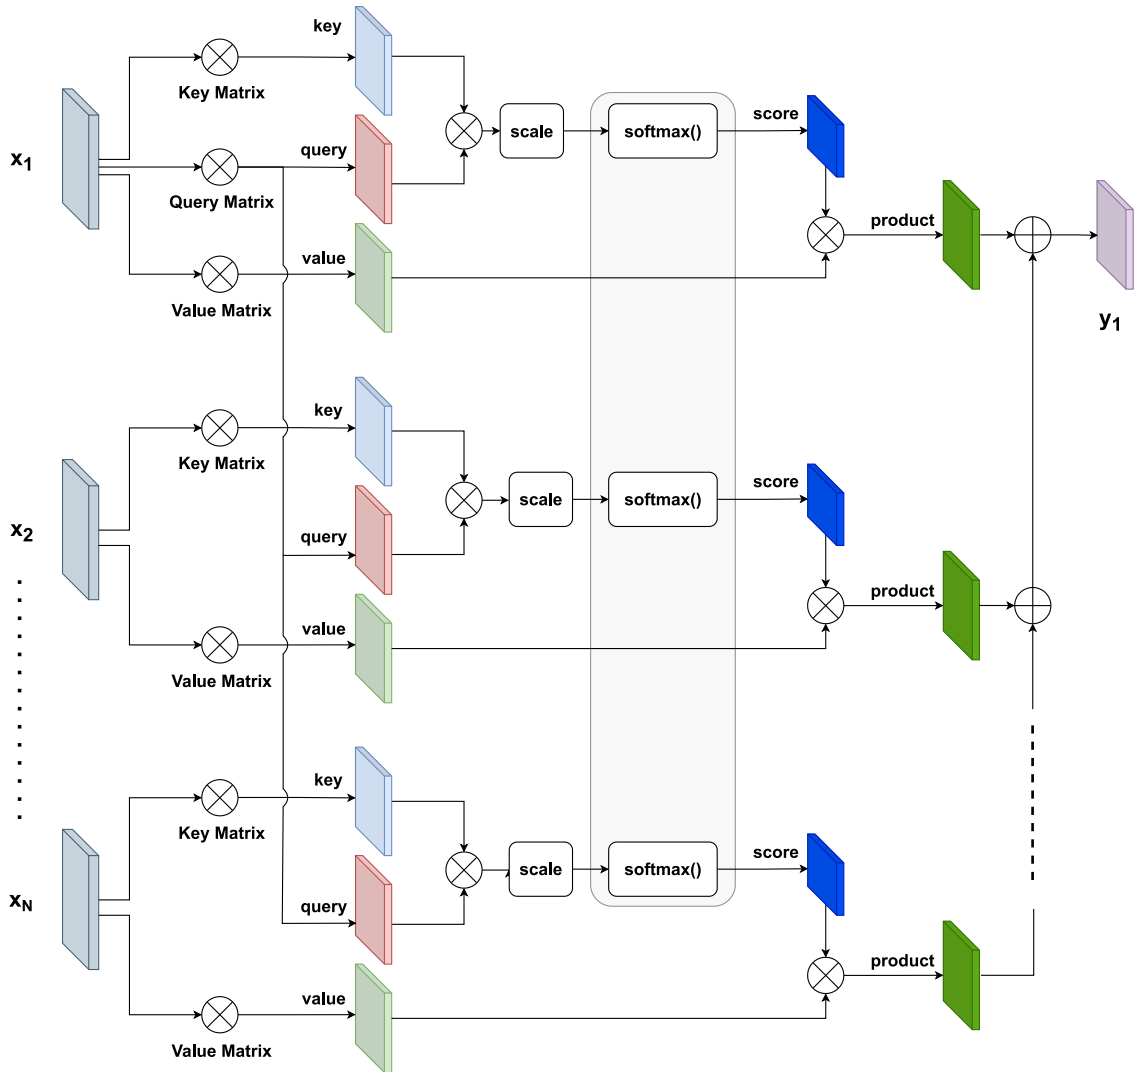 key
Key Matrix
scale
softmax()
score
x1
query
Query Matrix
product
value
Value Matrix
y1
key
Key Matrix
scale
softmax()
score
x2
query
product
value
Value Matrix
key
Key Matrix
scale
softmax()
score
xN
query
product
value
Value Matrix